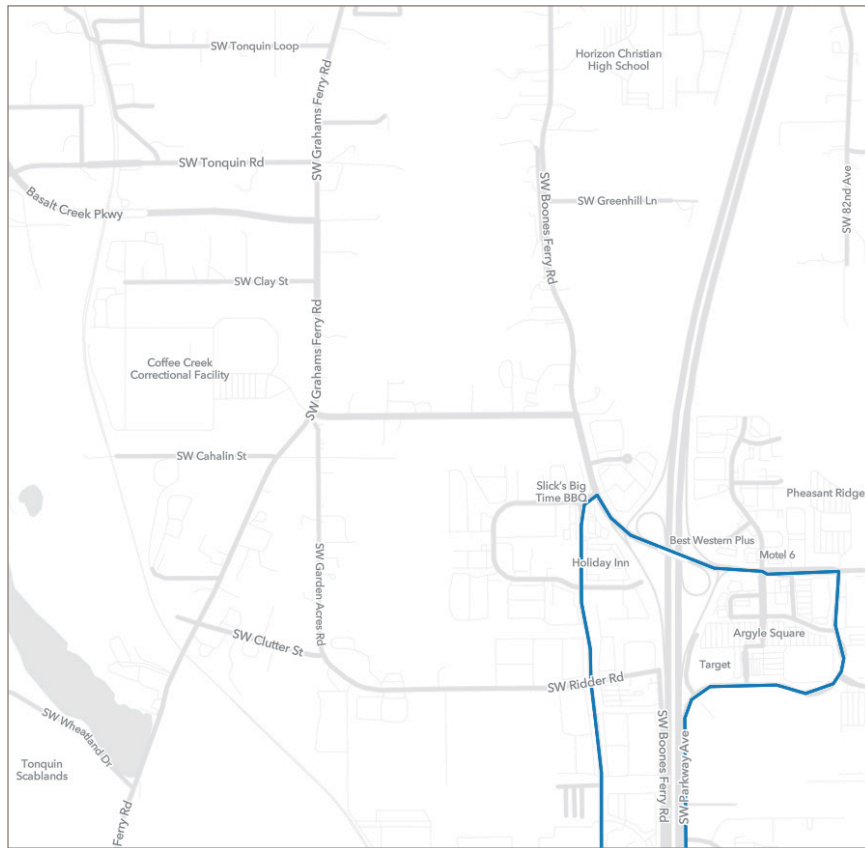 SW Tonquin Loop
Horizon Christian
High School
SW Grahams Ferry Rd
SW Tonquin Rd
Basalt Creek Pkwy
SW Boones Ferry Rd
SW Greenhill Ln
SW 82nd Ave
SW Clay St
SW Grahams Ferry Rd
Coffee Creek
Correctional Facility
SW Cahalin St
Slick's Big
Time BBQ
Pheasant Ridge
Best Western Plus
Motel 6
Holiday Inn
SW Garden Acres Rd
SW Clutter St
Argyle Square
Target
SW Ridder Rd
SW Wheatland Dr
Tonquin
Scablands
SW Boones Ferry Rd
SW Parkway Ave
Ferry Rd